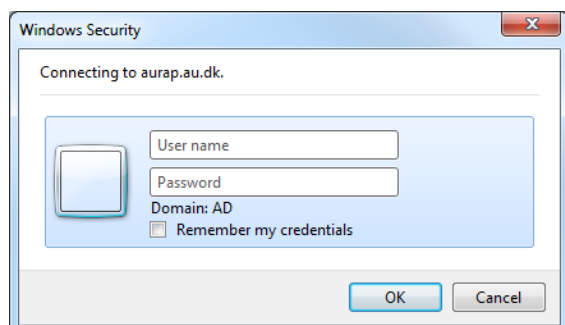 Windows Security
Connecting to aurap.au.dk.
User name
Password
Domain: AD
Remember my credentials
OK Cancel